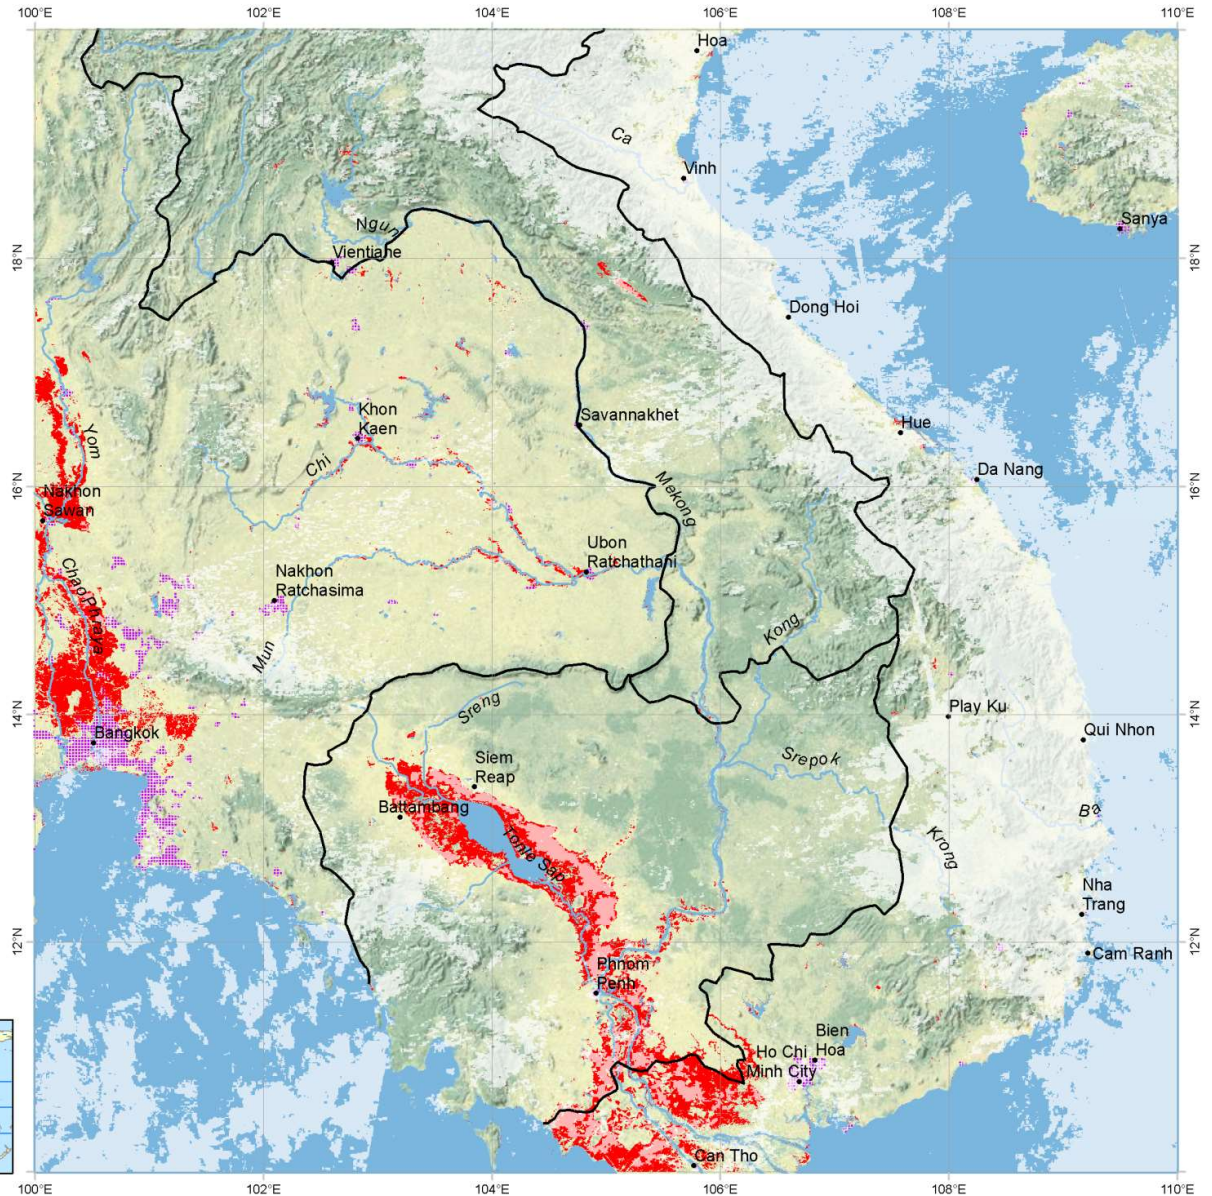 100°E
102°E
104°E
106°E
108°E
110°E
Hoa
Ca
Vinh
Sanya
Ngun
Vientiane
18°N
18°N
Dong Hoi
Khon
Kaen
Savannakhet
Hue
Yom
Chi
Da Nang
Mekong
16°N
16°N
Nakhon
Sawan
Ubon
Ratchathani
Chao Phraya
Nakhon
Ratchasima
Kong
Mun
Sreng
Play Ku
14°N
14°N
Bangkok
Qui Nhon
Siem
Reap
Srepok
Battambang
Ba
Tonle Sap
Krong
Nha
Trang
12°N
12°N
Cam Ranh
Phnom
Penh
Bien
Hoa
Ho Chi
Minh City
Can Tho
100°E
102°E
104°E
106°E
108°E
110°E